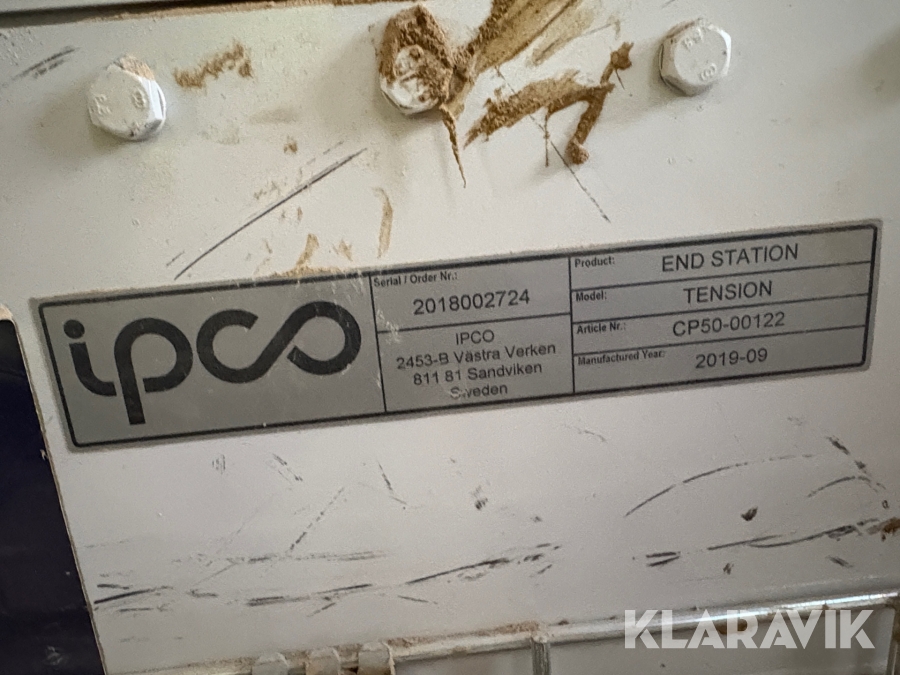 ipco
Serial / Order Nr.:
2018002724
IPCO
2453-B Västra Verken
811 81 Sandviken
Sweden
Product: END STATION
Model: TENSION
Article Nr.: CP50-00122
Manufactured Year: 2019-09
KLARAVIK